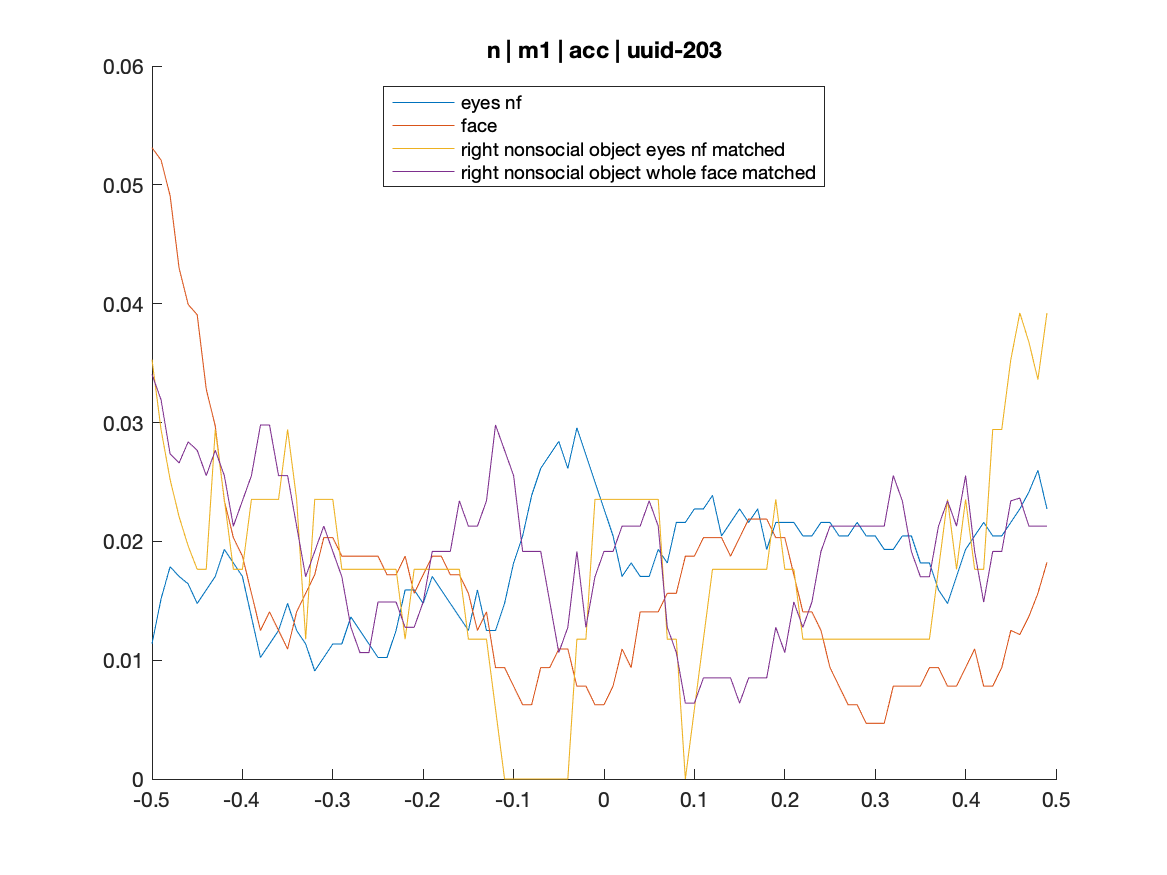 n | m1 | acc | uuid-203
0.06
eyes nf
face
right nonsocial object eyes nf matched
right nonsocial object whole face matched
0.05
0.04
0.03
0.02
0.01
0
-0.5 -0.4 -0.3 -0.2 -0.1 0 0.1 0.2 0.3 0.4 0.5